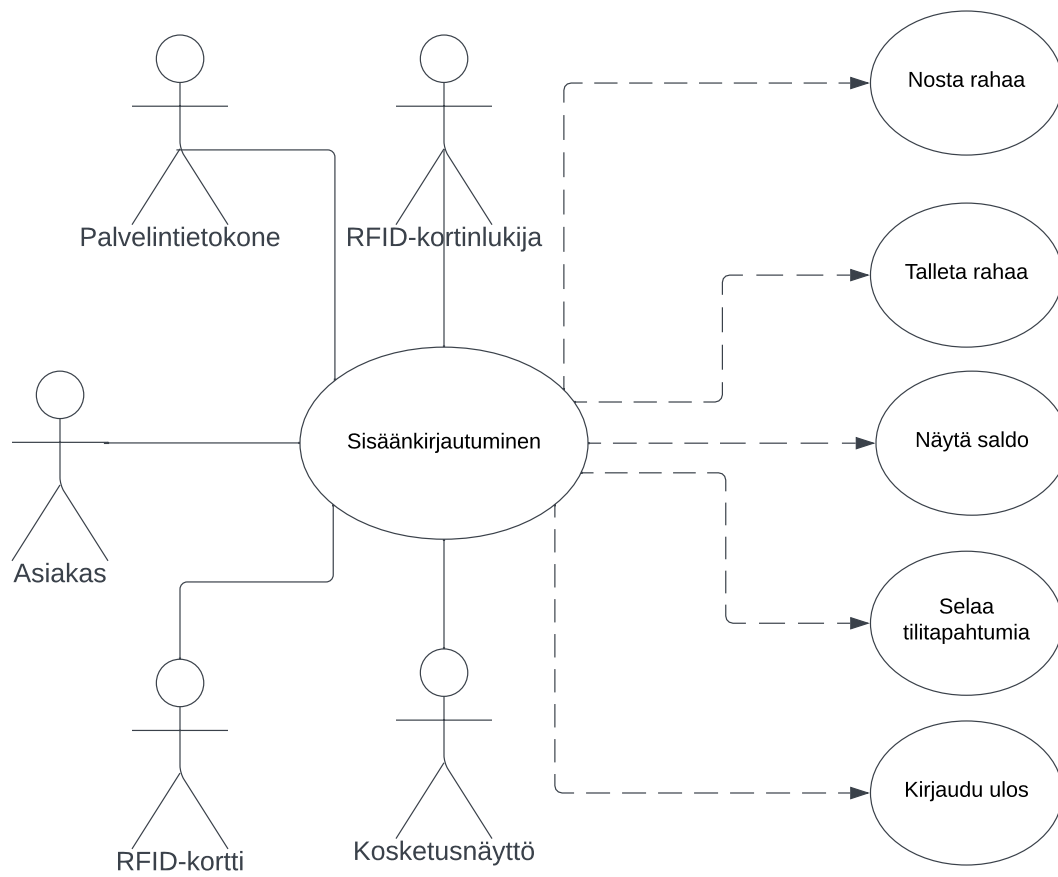 Nosta rahaa
Palvelintietokone
RFID-kortinlukija
Talleta rahaa
Sisäänkirjautuminen
Näytä saldo
Asiakas
Selaa
tilitapahtumia
Kirjaudu ulos
RFID-kortti
Kosketusnäyttö